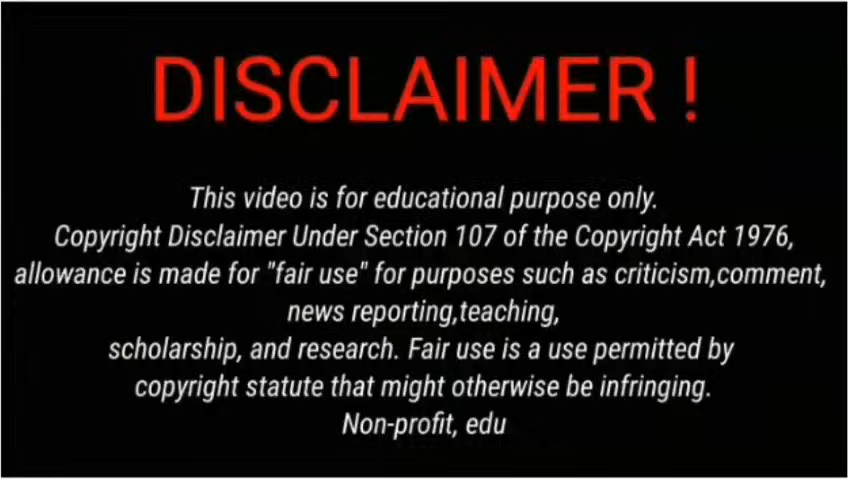 DISCLAIMER !
This video is for educational purpose only.
Copyright Disclaimer Under Section 107 of the Copyright Act 1976,
allowance is made for "fair use" for purposes such as criticism,comment,
news reporting,teaching,
scholarship, and research. Fair use is a use permitted by
copyright statute that might otherwise be infringing.
Non-profit, edu